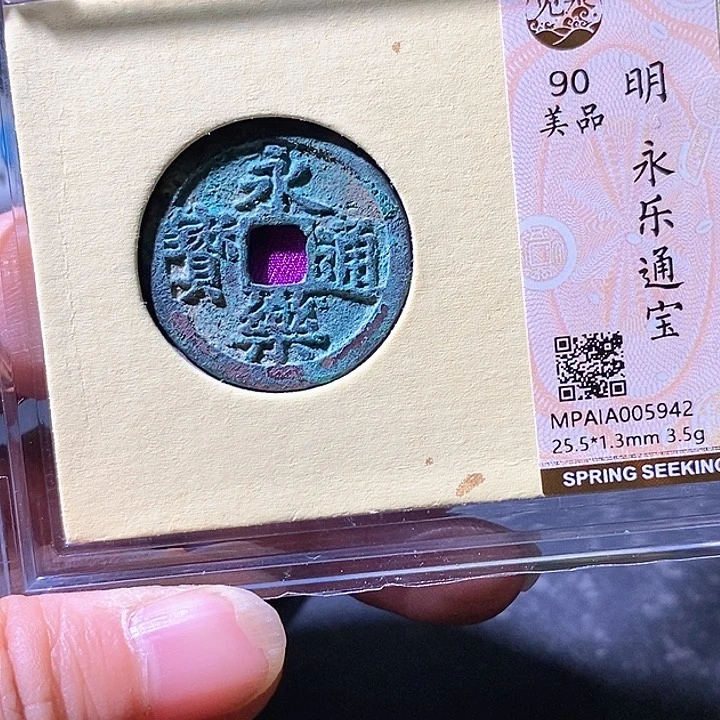 永樂通寶
90
美品
明 永乐通宝
MPAIA005942
25.5*1.3mm 3.5g
SPRING SEEKING